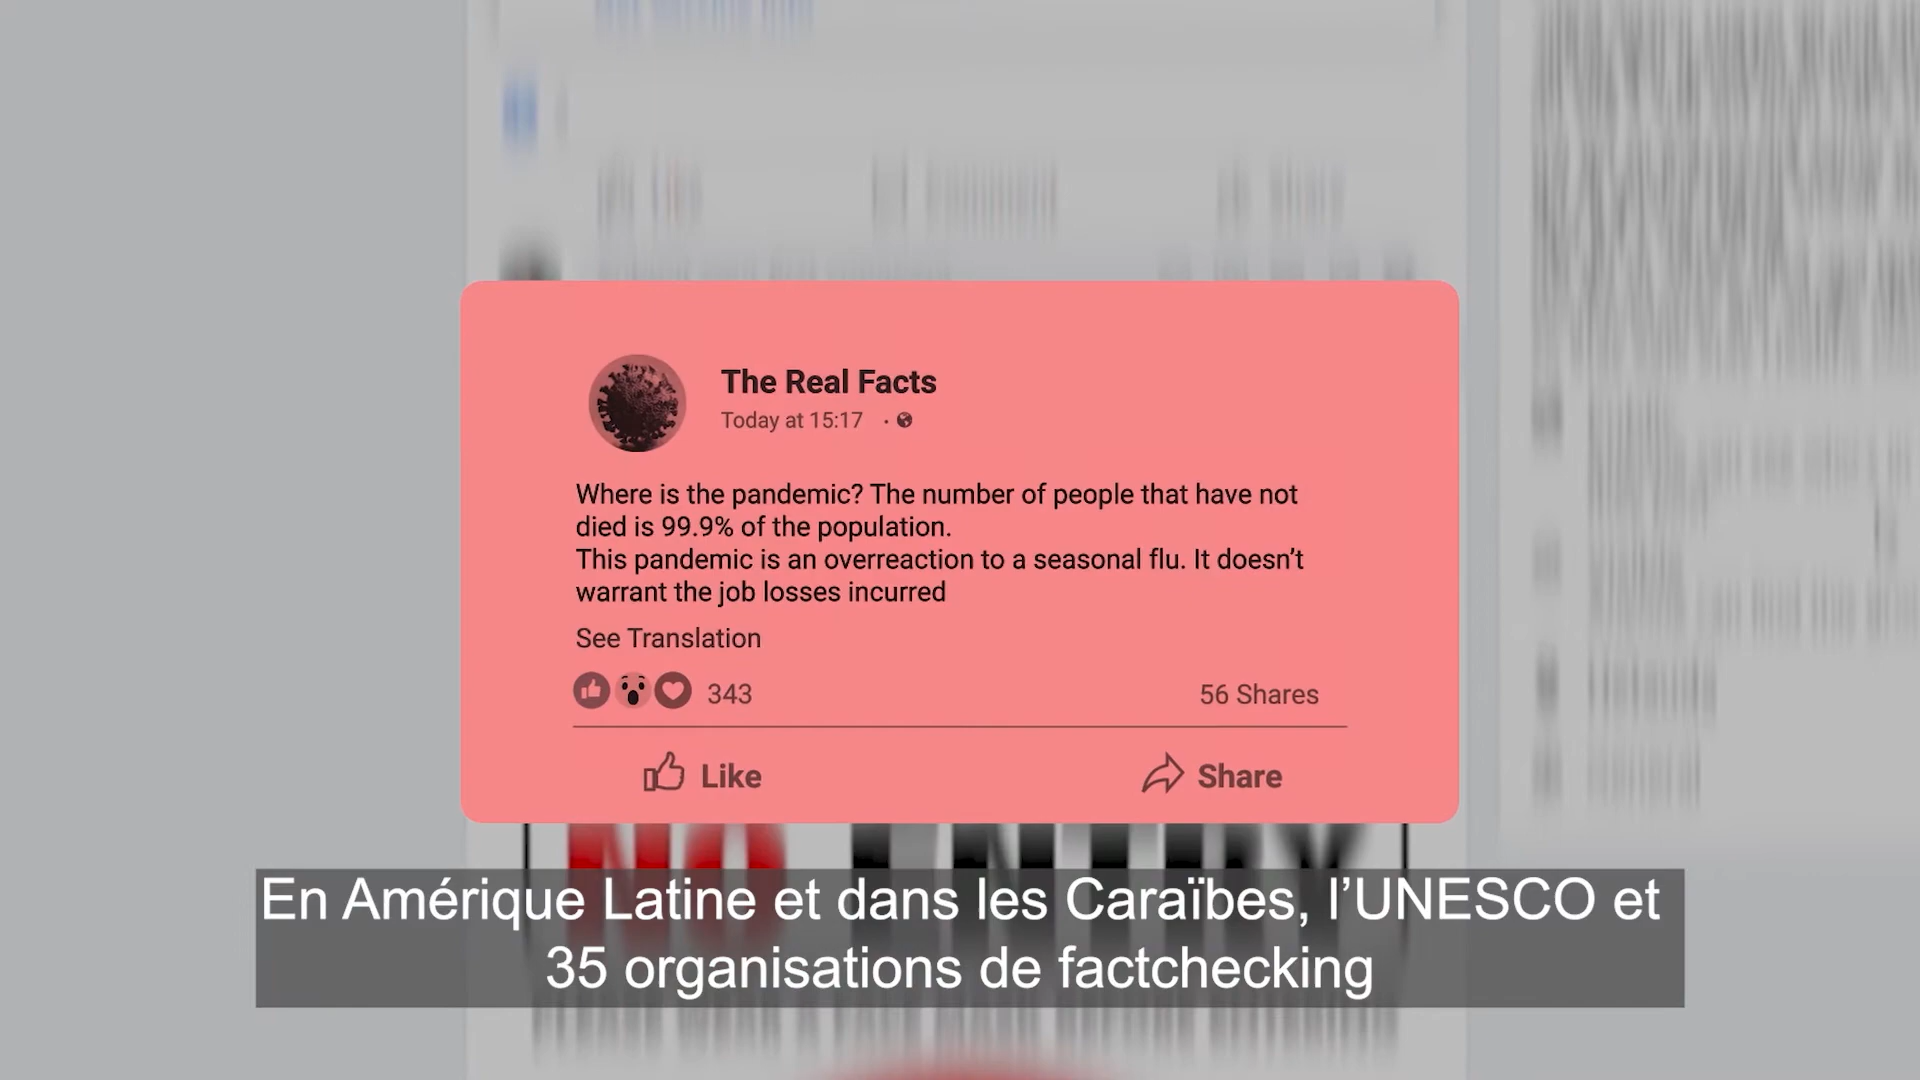 The Real Facts
Today at 15:17
Where is the pandemic? The number of people that have not
died is 99.9% of the population.
This pandemic is an overreaction to a seasonal flu. It doesn’t
warrant the job losses incurred
See Translation
343
56 Shares
Like
Share
NO ENTRY
En Amérique Latine et dans les Caraïbes, l’UNESCO et
35 organisations de factchecking